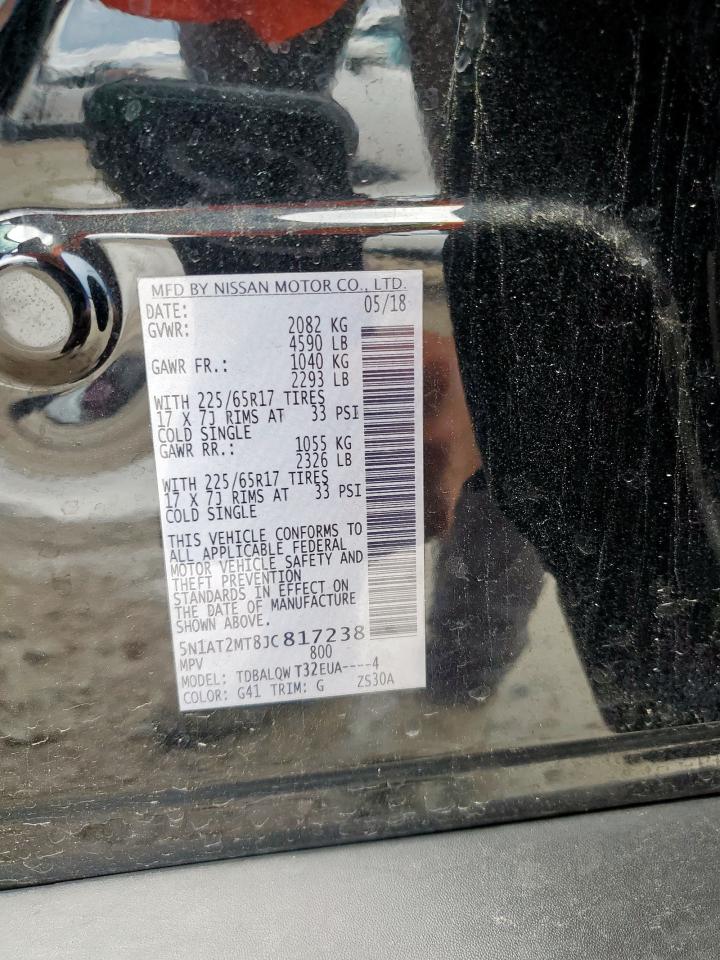 MFD BY NISSAN MOTOR CO., LTD.
DATE: 05/18
GVWR: 2082 KG
4590 LB
GAWR FR.: 1040 KG
2293 LB
WITH 225/65R17 TIRES
17 X 7J RIMS AT 33 PSI
COLD SINGLE
GAWR RR.: 1055 KG
2326 LB
WITH 225/65R17 TIRES
17 X 7J RIMS AT 33 PSI
COLD SINGLE
THIS VEHICLE CONFORMS TO
ALL APPLICABLE FEDERAL
MOTOR VEHICLE SAFETY AND
THEFT PREVENTION
STANDARDS IN EFFECT ON
THE DATE OF MANUFACTURE
SHOWN ABOVE.
5N1AT2MT8JC817238
MPV 800
MODEL: TDBALQW T32EUA----4
COLOR: G41 TRIM: G ZS30A